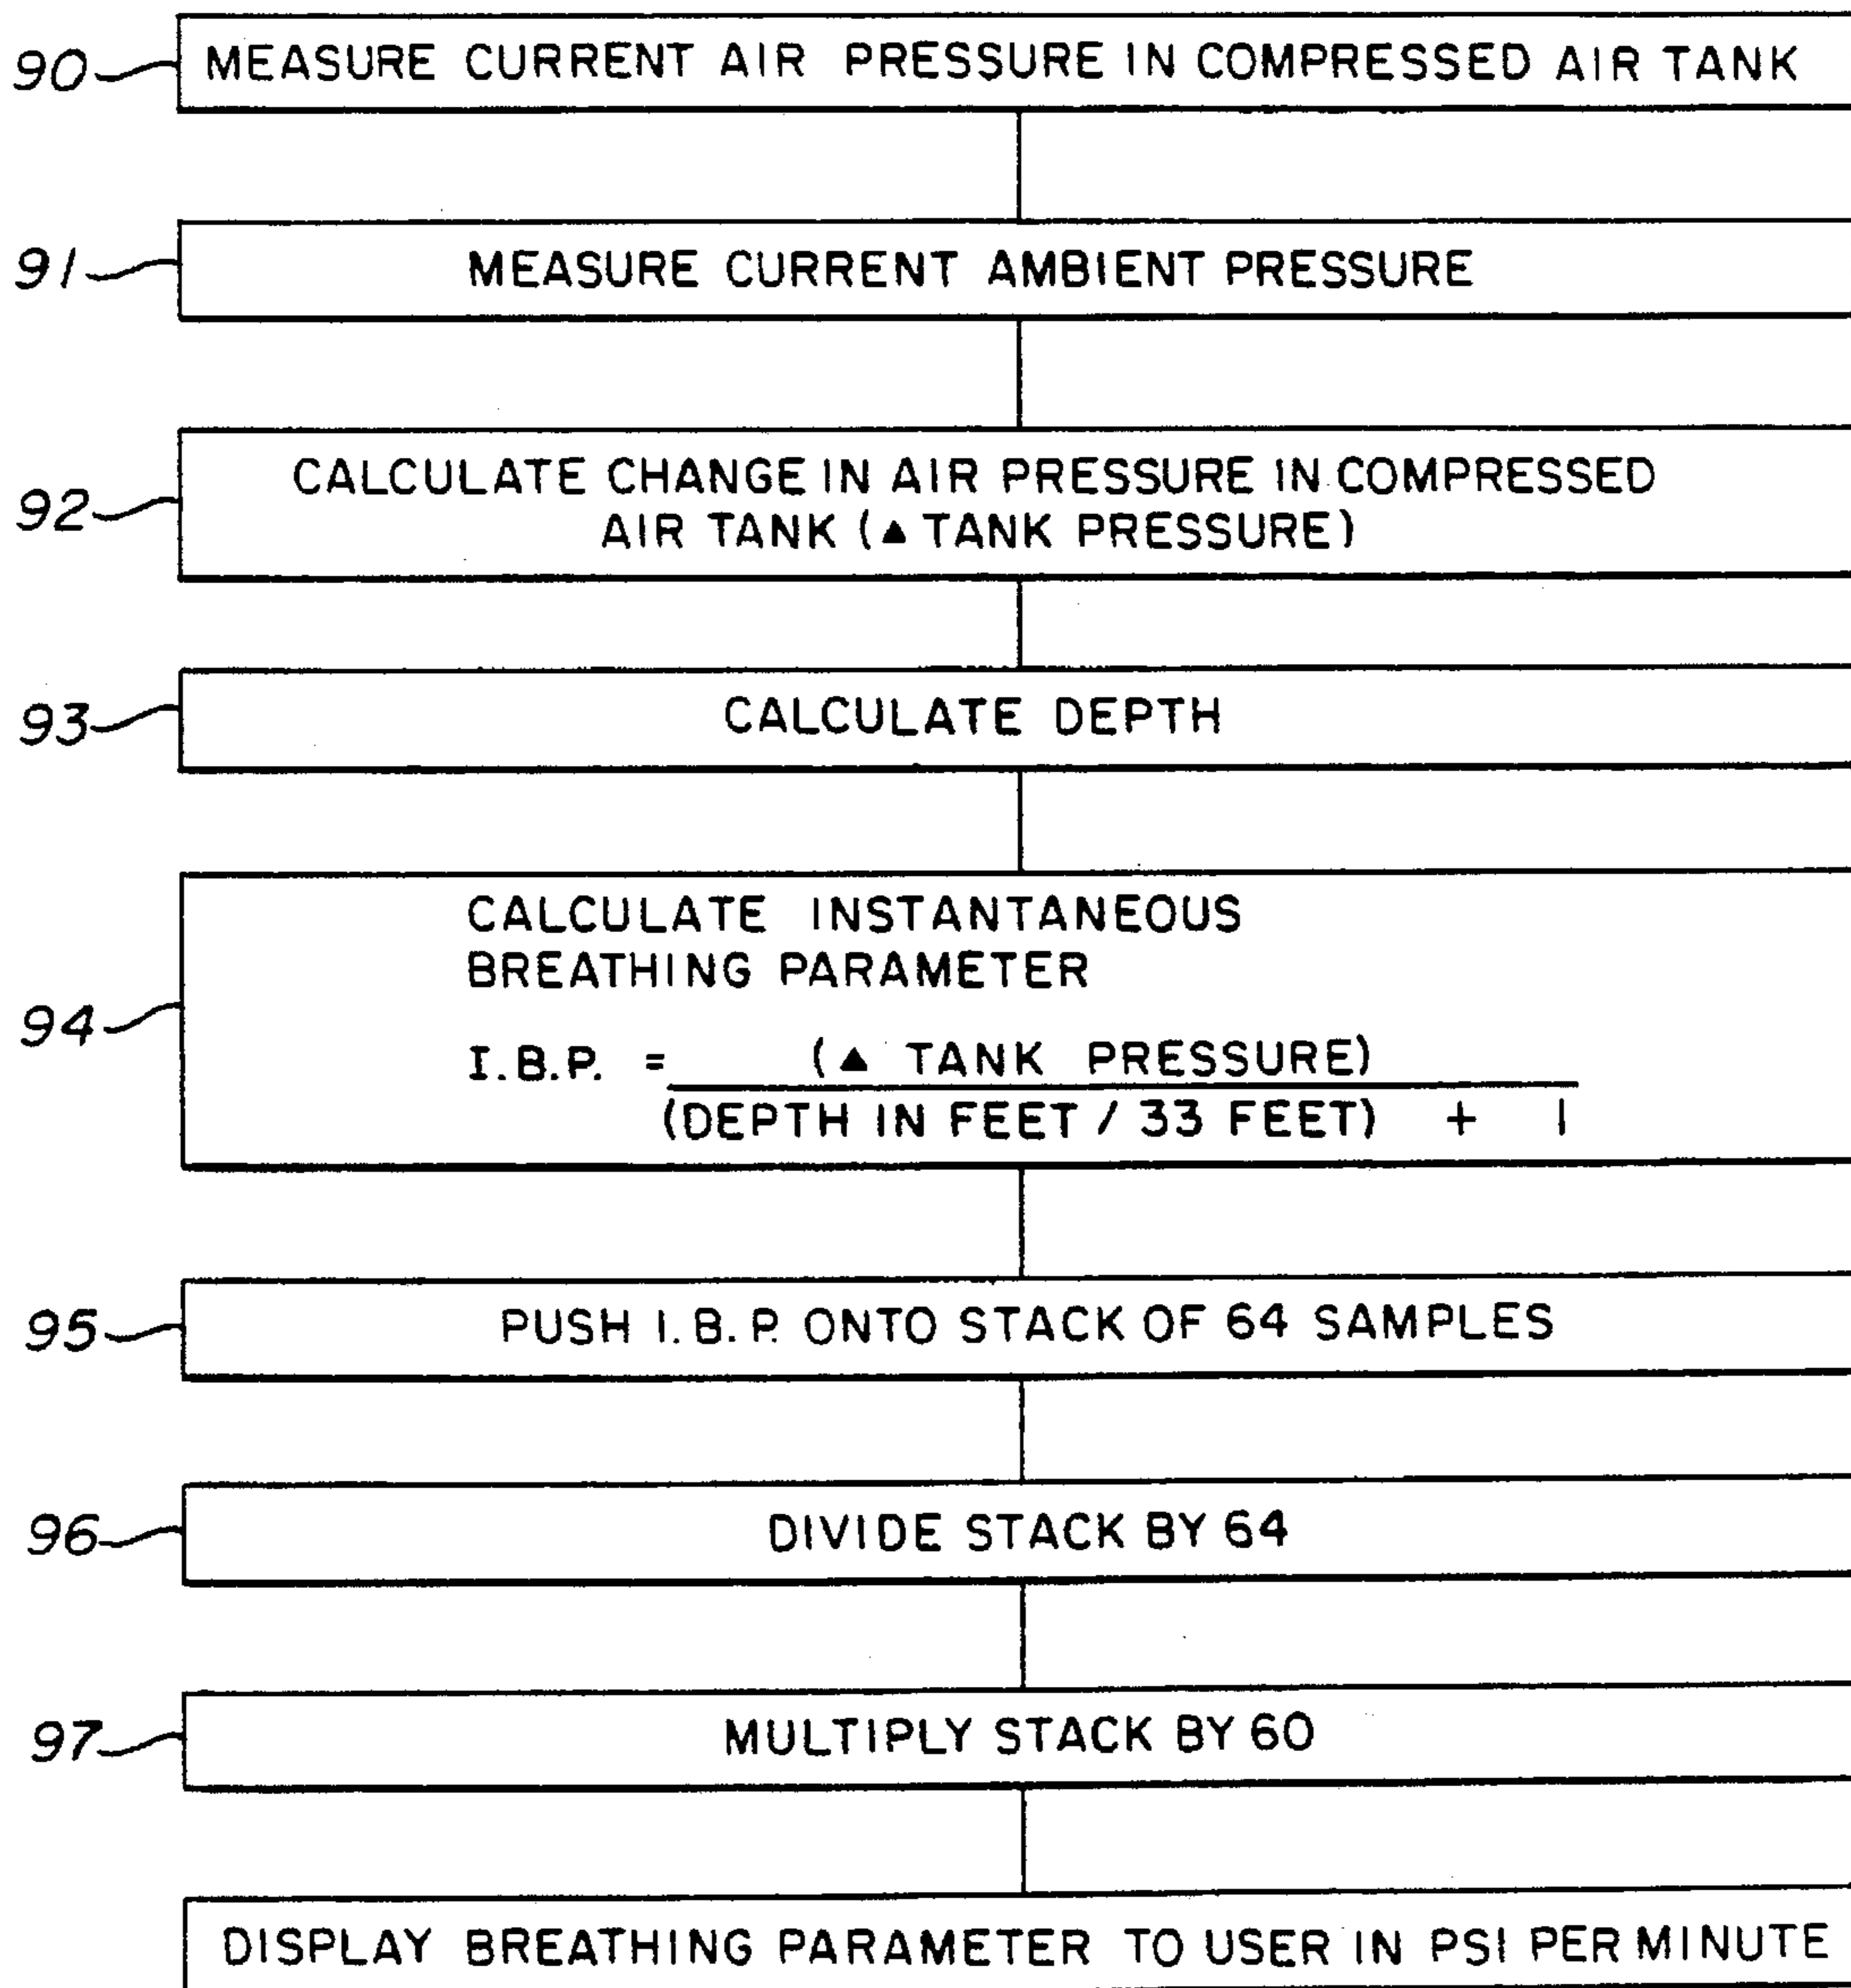 90 MEASURE CURRENT AIR PRESSURE IN COMPRESSED AIR TANK
91 MEASURE CURRENT AMBIENT PRESSURE
CALCULATE CHANGE IN AIR PRESSURE IN COMPRESSED
92 AIR TANK (▲ TANK PRESSURE)
93 CALCULATE DEPTH
CALCULATE INSTANTANEOUS
BREATHING PARAMETER
94
I.B.P. = (▲ TANK PRESSURE)
(DEPTH IN FEET / 33 FEET) + 1
95 PUSH I.B.P. ONTO STACK OF 64 SAMPLES
96 DIVIDE STACK BY 64
97 MULTIPLY STACK BY 60
DISPLAY BREATHING PARAMETER TO USER IN PSI PER MINUTE